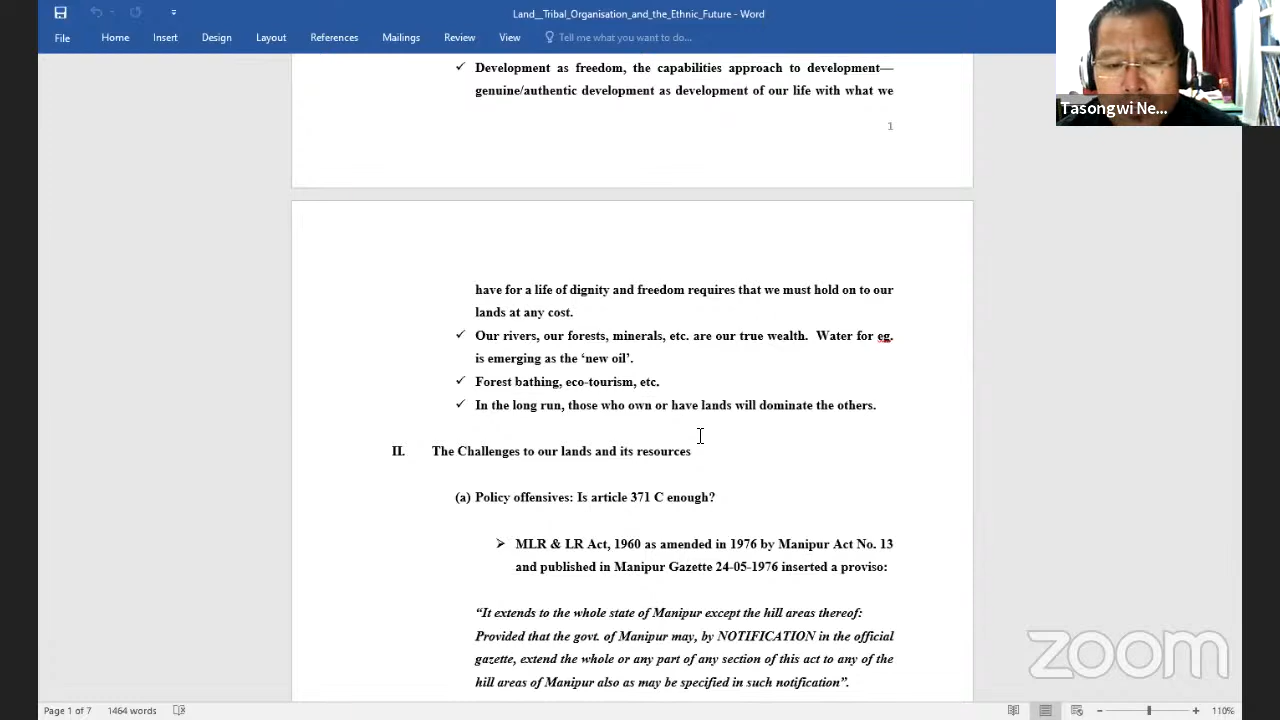 Land__Tribal_Organisation_and_the_Ethnic_Future - Word
File Home Insert Design Layout References Mailings Review View Tell me what you want to do...
Tasongwi Ne...
✓ Development as freedom, the capabilities approach to development—
genuine/authentic development as development of our life with what we
1
have for a life of dignity and freedom requires that we must hold on to our
lands at any cost.
✓ Our rivers, our forests, minerals, etc. are our true wealth. Water for eg.
is emerging as the ‘new oil’.
✓ Forest bathing, eco-tourism, etc.
✓ In the long run, those who own or have lands will dominate the others.
II. The Challenges to our lands and its resources
(a) Policy offensives: Is article 371 C enough?
➢ MLR & LR Act, 1960 as amended in 1976 by Manipur Act No. 13
and published in Manipur Gazette 24-05-1976 inserted a proviso:
“It extends to the whole state of Manipur except the hill areas thereof:
Provided that the govt. of Manipur may, by NOTIFICATION in the official
gazette, extend the whole or any part of any section of this act to any of the
hill areas of Manipur also as may be specified in such notification”.
zoom
Page 1 of 7 1464 words 110%